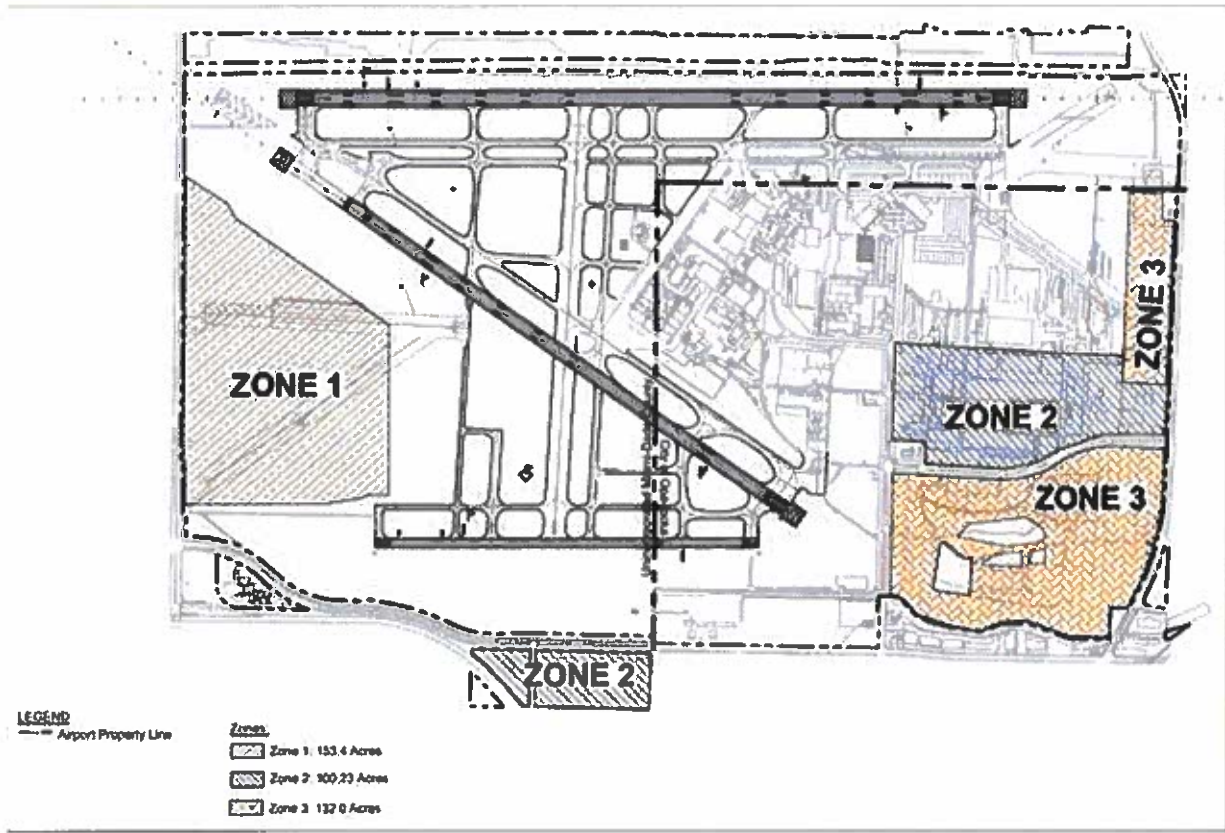 ZONE 1
ZONE 3
ZONE 2
ZONE 3
ZONE 2
LEGEND
Airport Property Line
Zones
Zone 1: 153.4 Acres
Zone 2: 100.23 Acres
Zone 3: 132.0 Acres